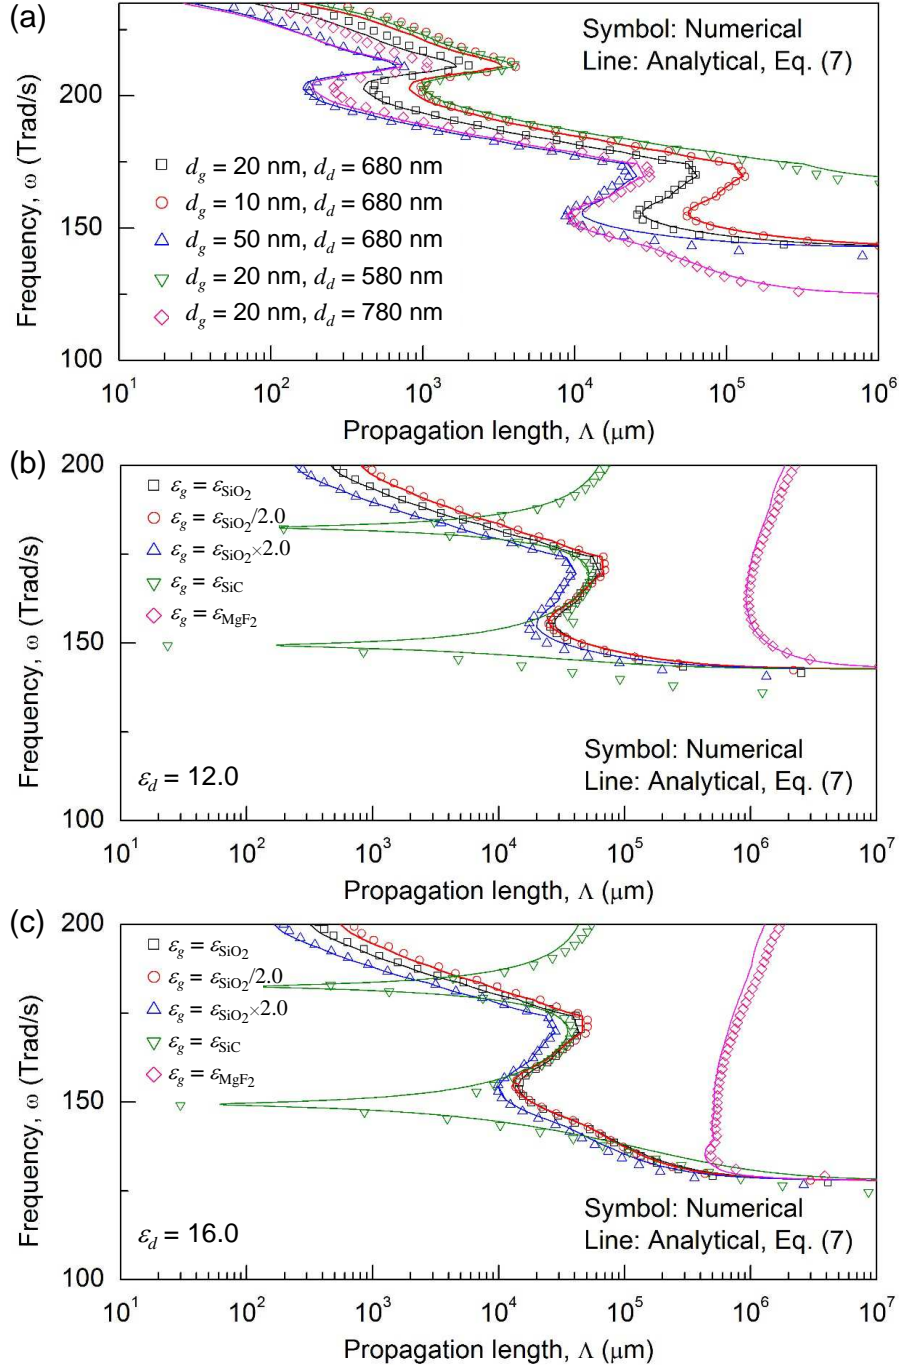 (a)
Symbol: Numerical
Line: Analytical, Eq. (7)
200
150
100
Frequency, ω (Trad/s)
d_g = 20 nm, d_d = 680 nm
d_g = 10 nm, d_d = 680 nm
d_g = 50 nm, d_d = 680 nm
d_g = 20 nm, d_d = 580 nm
d_g = 20 nm, d_d = 780 nm
10^1 10^2 10^3 10^4 10^5 10^6
Propagation length, Λ (μm)
(b)
200
150
100
Frequency, ω (Trad/s)
ε_g = ε_SiO2
ε_g = ε_SiO2/2.0
ε_g = ε_SiO2×2.0
ε_g = ε_SiC
ε_g = ε_MgF2
ε_d = 12.0
Symbol: Numerical
Line: Analytical, Eq. (7)
10^1 10^2 10^3 10^4 10^5 10^6 10^7
Propagation length, Λ (μm)
(c)
200
150
100
Frequency, ω (Trad/s)
ε_g = ε_SiO2
ε_g = ε_SiO2/2.0
ε_g = ε_SiO2×2.0
ε_g = ε_SiC
ε_g = ε_MgF2
ε_d = 16.0
Symbol: Numerical
Line: Analytical, Eq. (7)
10^1 10^2 10^3 10^4 10^5 10^6 10^7
Propagation length, Λ (μm)